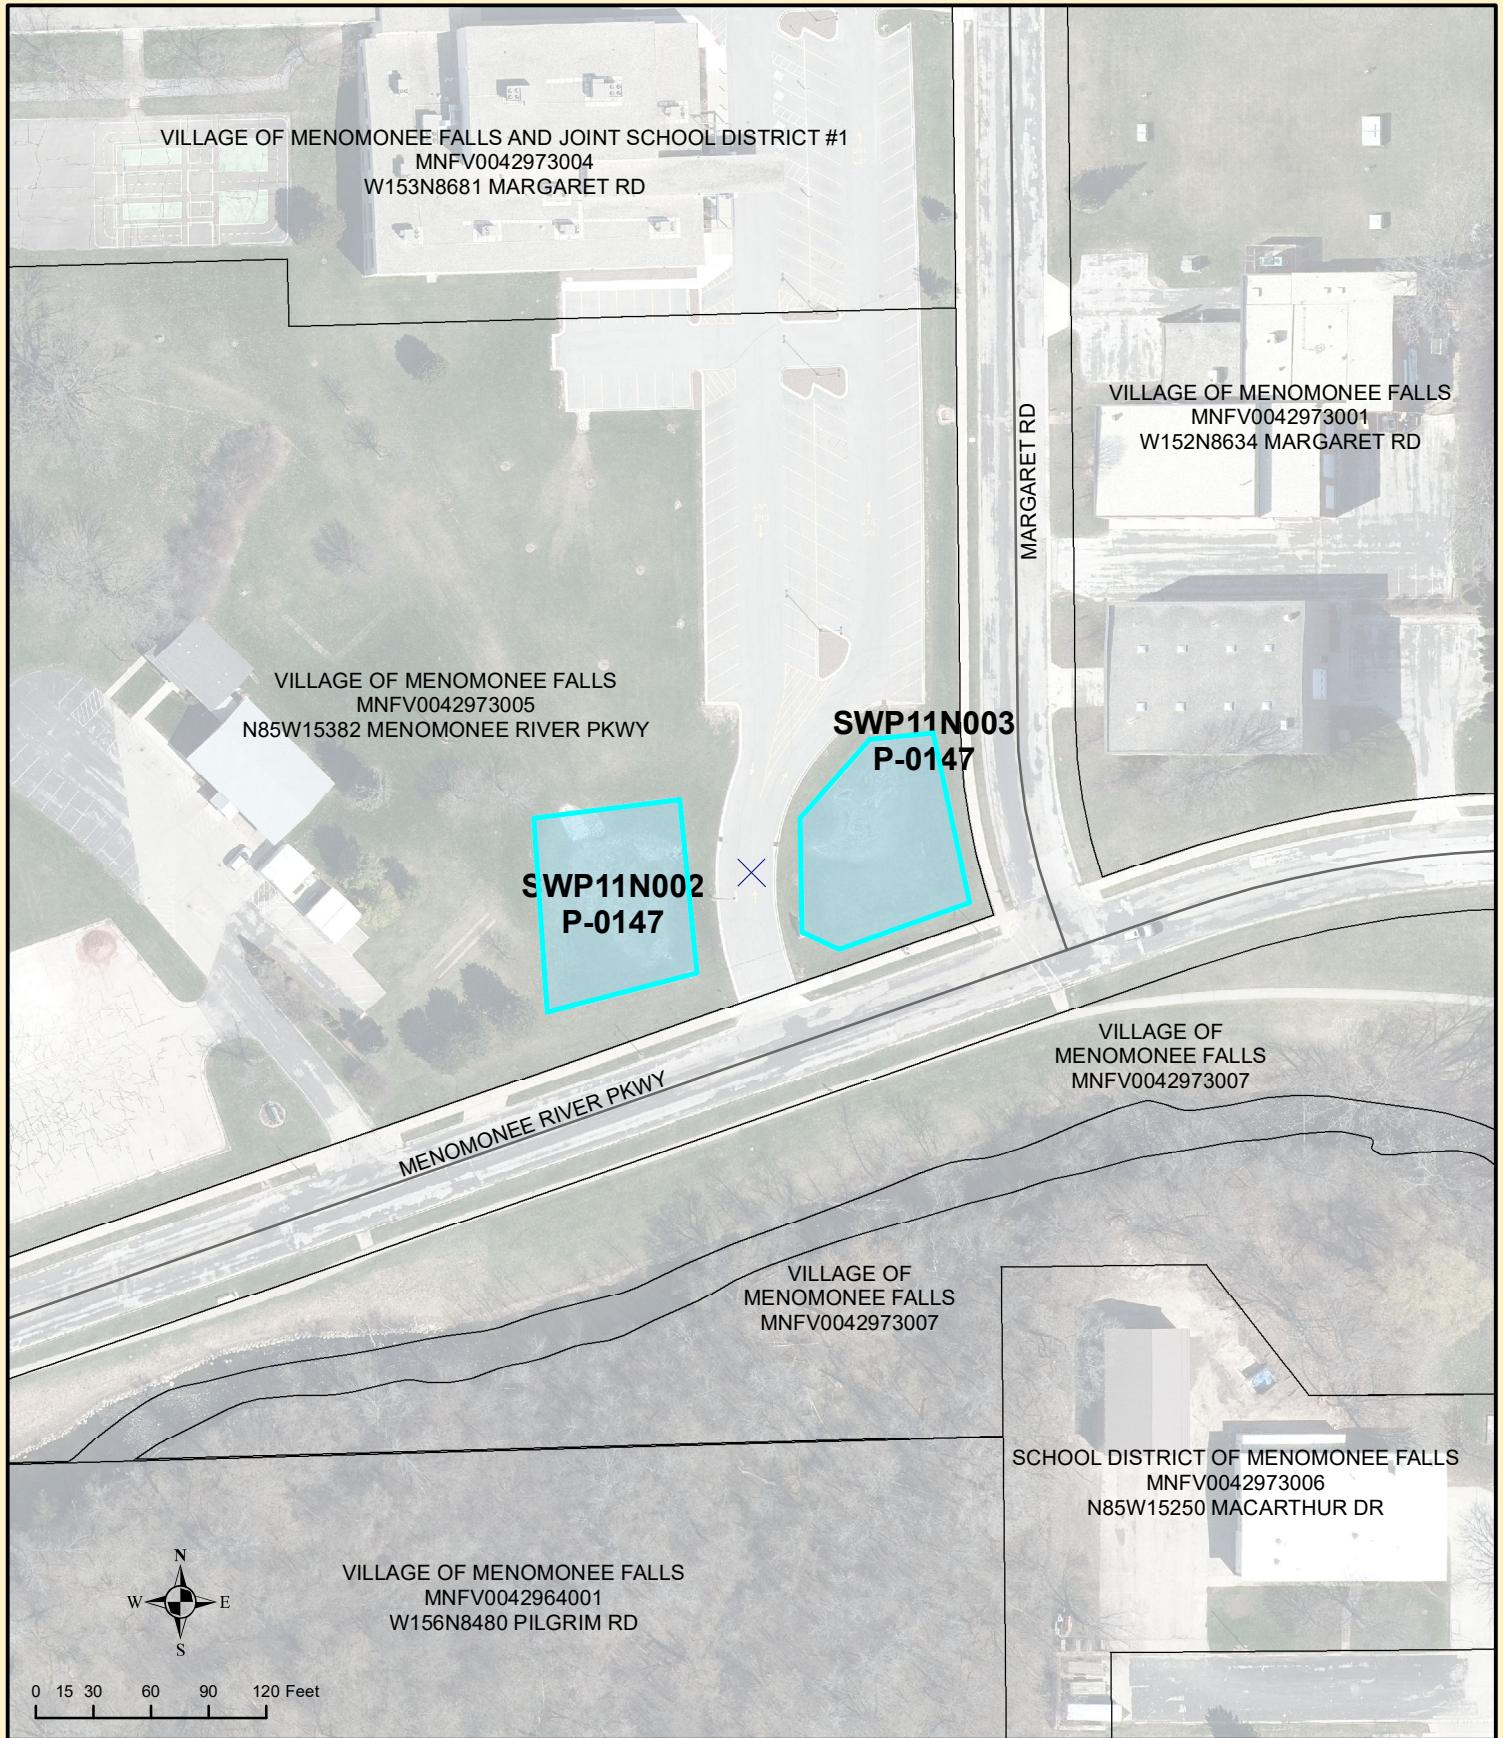 VILLAGE OF MENOMONEE FALLS AND JOINT SCHOOL DISTRICT #1
MNFV0042973004
W153N8681 MARGARET RD
VILLAGE OF MENOMONEE FALLS
MNFV0042973001
W152N8634 MARGARET RD
MARGARET RD
VILLAGE OF MENOMONEE FALLS
MNFV0042973005
N85W15382 MENOMONEE RIVER PKWY
SWP11N003
P-0147
SWP11N002
P-0147
VILLAGE OF
MENOMONEE FALLS
MNFV0042973007
MENOMONEE RIVER PKWY
VILLAGE OF
MENOMONEE FALLS
MNFV0042973007
SCHOOL DISTRICT OF MENOMONEE FALLS
MNFV0042973006
N85W15250 MACARTHUR DR
VILLAGE OF MENOMONEE FALLS
MNFV0042964001
W156N8480 PILGRIM RD
N
W E
S
0 15 30 60 90 120 Feet